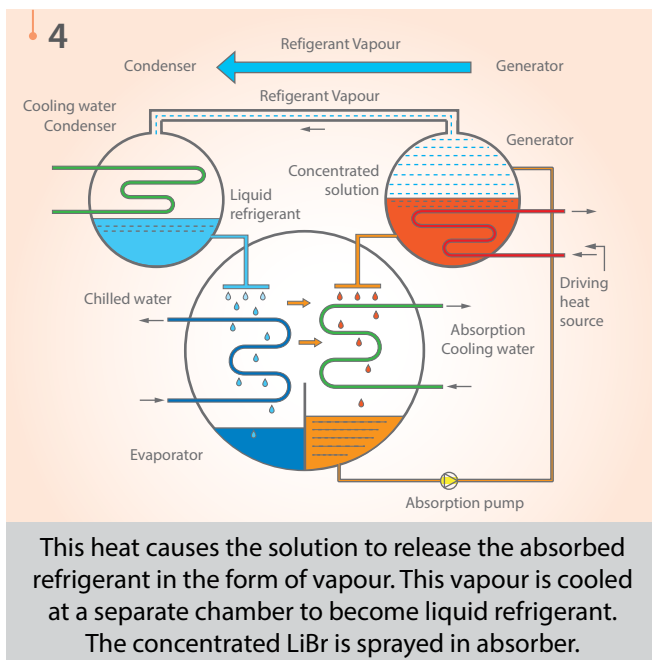 4
Refigerant Vapour
Condenser
Generator
Cooling water
Condenser
Refigerant Vapour
Generator
Concentrated
solution
Liquid
refrigerant
Chilled water
Driving
heat
source
Absorption
Cooling water
Evaporator
Absorption pump
This heat causes the solution to release the absorbed
refrigerant in the form of vapour. This vapour is cooled
at a separate chamber to become liquid refrigerant.
The concentrated LiBr is sprayed in absorber.